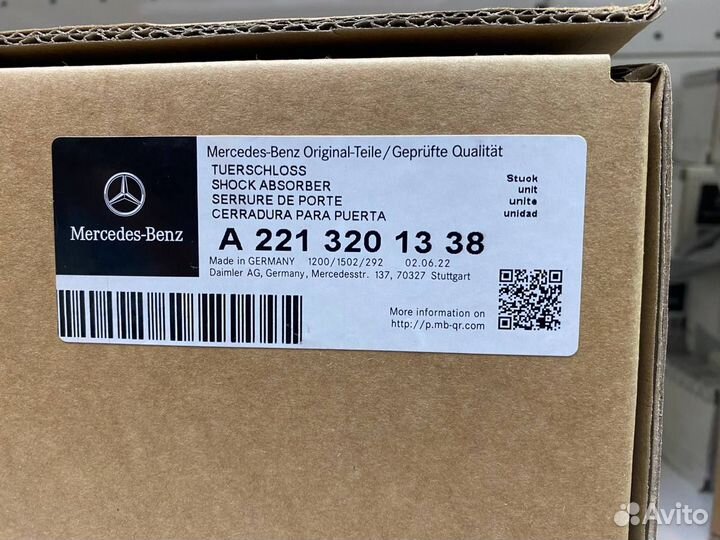 Mercedes-Benz
Mercedes-Benz Original-Teile/Geprüfte Qualität
TUERSCHLOSS
SHOCK ABSORBER
SERRURE DE PORTE
CERRADURA PARA PUERTA
Stuok
unit
unite
unidad
A 221 320 13 38
Made in GERMANY 1200/1502/292 02.06.22
Daimler AG, Germany, Mercedesstr. 137, 70327 Stuttgart
More information on
http://p.mb-qr.com/
Avito